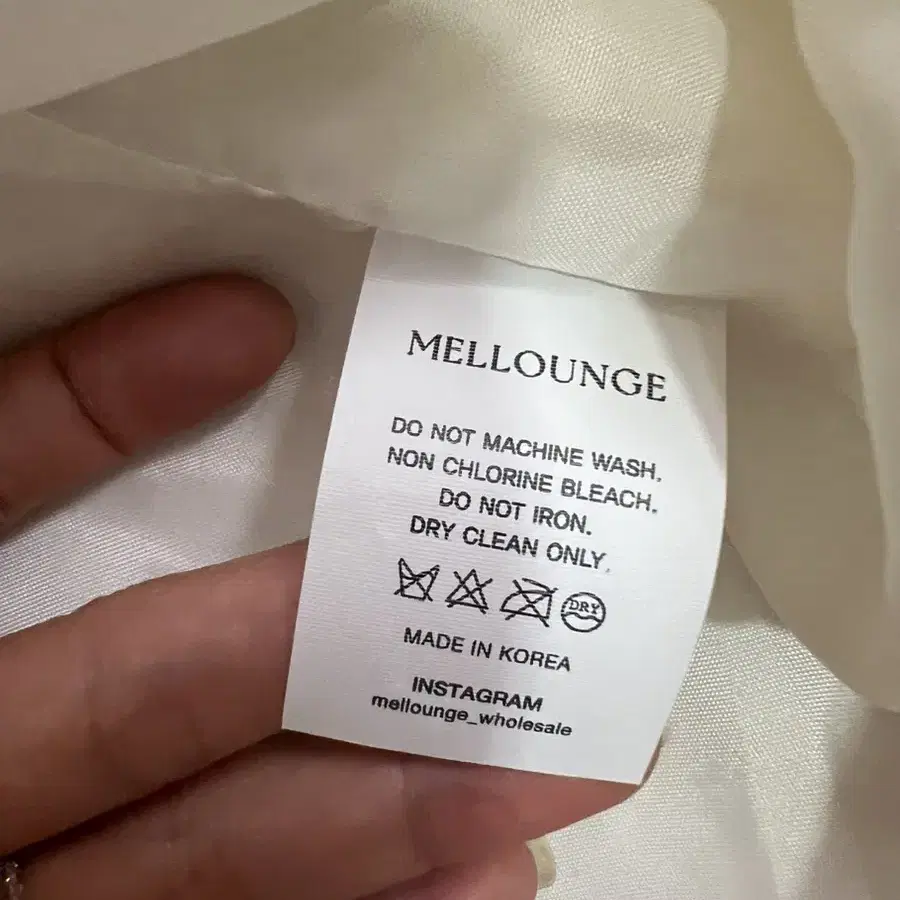 MELLOUNGE
DO NOT MACHINE WASH.
NON CHLORINE BLEACH.
DO NOT IRON.
DRY CLEAN ONLY.
DRY
MADE IN KOREA
INSTAGRAM
mellounge_wholesale